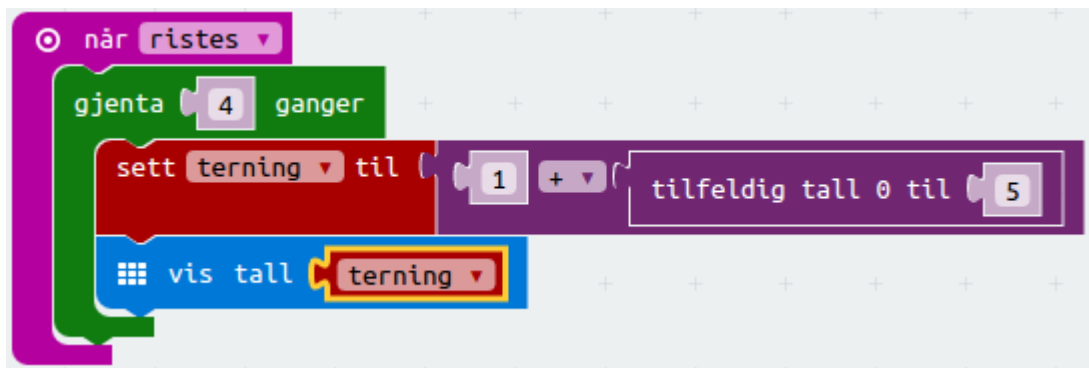 når ristes
gjenta 4 ganger
sett terning til 1 + tilfeldig tall 0 til 5
vis tall terning